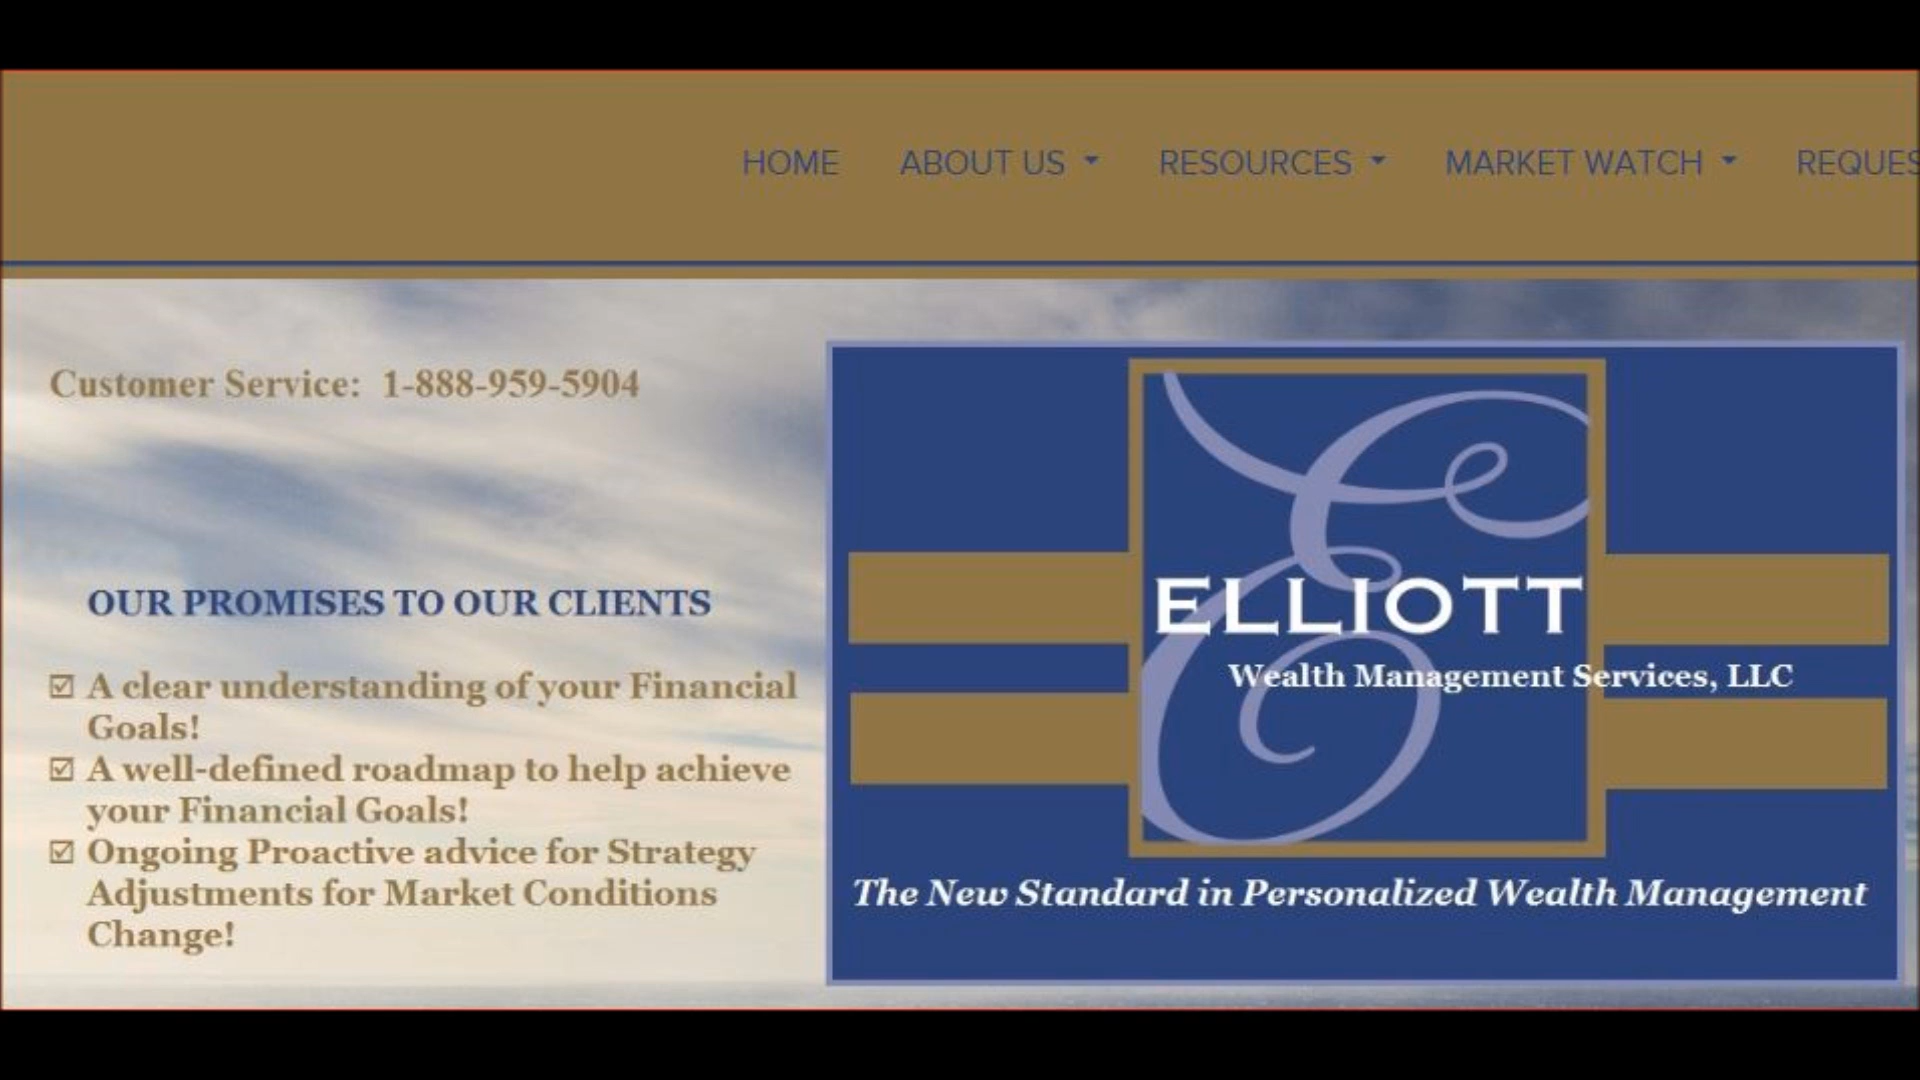 HOME ABOUT US RESOURCES MARKET WATCH REQUES
Customer Service: 1-888-959-5904
OUR PROMISES TO OUR CLIENTS
☑ A clear understanding of your Financial
Goals!
☑ A well-defined roadmap to help achieve
your Financial Goals!
☑ Ongoing Proactive advice for Strategy
Adjustments for Market Conditions
Change!
E
ELLIOTT
Wealth Management Services, LLC
The New Standard in Personalized Wealth Management